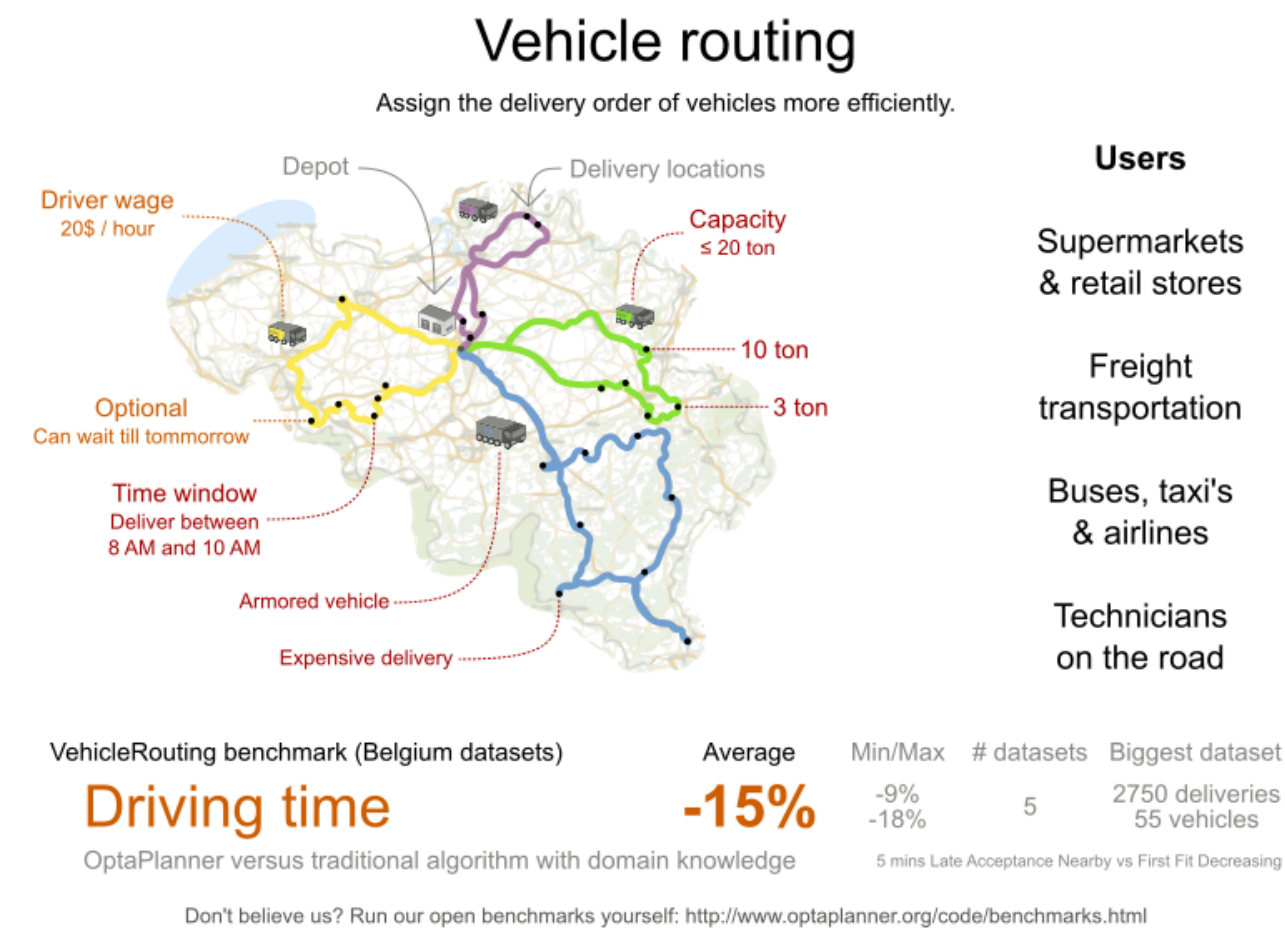 Vehicle routing
Assign the delivery order of vehicles more efficiently.
Depot
Delivery locations
Driver wage
20$ / hour
Capacity
≤ 20 ton
10 ton
3 ton
Optional
Can wait till tommorrow
Time window
Deliver between
8 AM and 10 AM
Armored vehicle
Expensive delivery
Users
Supermarkets
& retail stores
Freight
transportation
Buses, taxi's
& airlines
Technicians
on the road
VehicleRouting benchmark (Belgium datasets)
Average
Min/Max
# datasets
Biggest dataset
Driving time
-15%
-9%
-18%
5
2750 deliveries
55 vehicles
OptaPlanner versus traditional algorithm with domain knowledge
5 mins Late Acceptance Nearby vs First Fit Decreasing
Don't believe us? Run our open benchmarks yourself: http://www.optaplanner.org/code/benchmarks.html